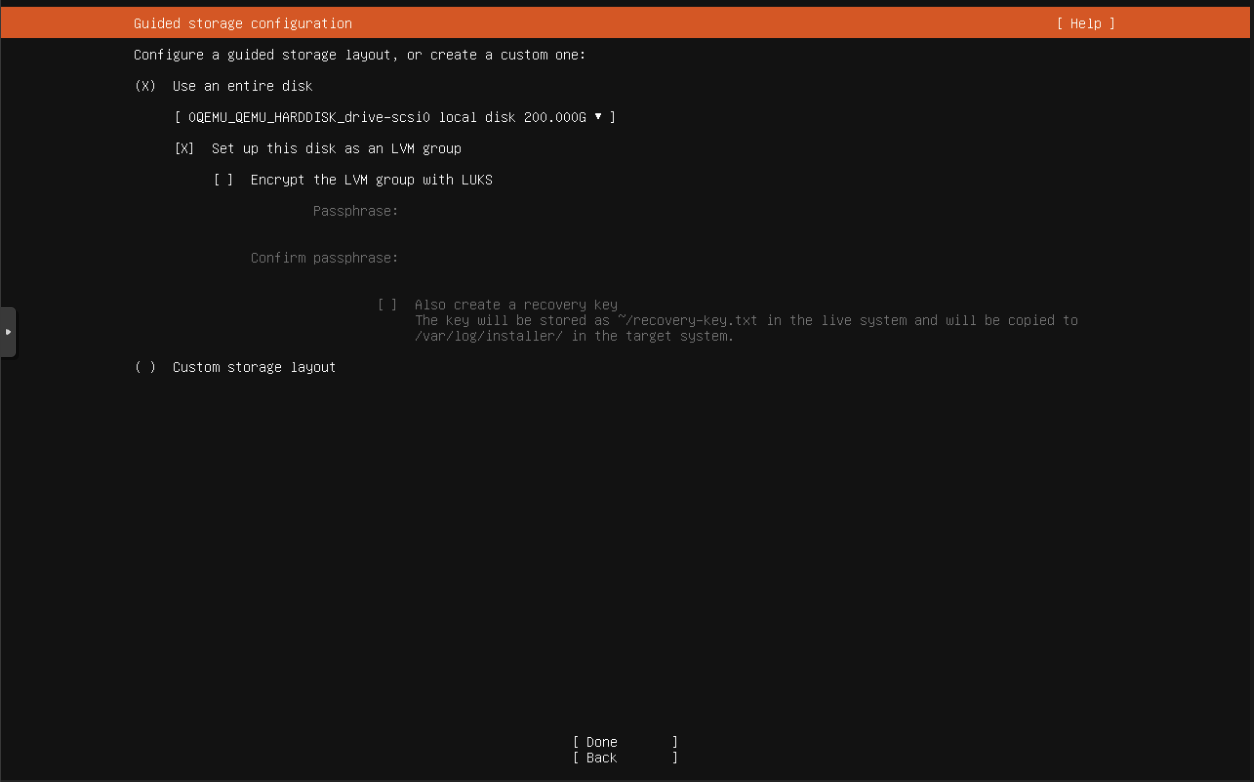 Guided storage configuration [ Help ]
Configure a guided storage layout, or create a custom one:
(X) Use an entire disk
[ 0QEMU_QEMU_HARDDISK_drive-scsi0 local disk 200.000G ▾ ]
[X] Set up this disk as an LVM group
[ ] Encrypt the LVM group with LUKS
Passphrase:
Confirm passphrase:
[ ] Also create a recovery key
The key will be stored as ~/recovery-key.txt in the live system and will be copied to
/var/log/installer/ in the target system.
( ) Custom storage layout
[ Done ]
[ Back ]